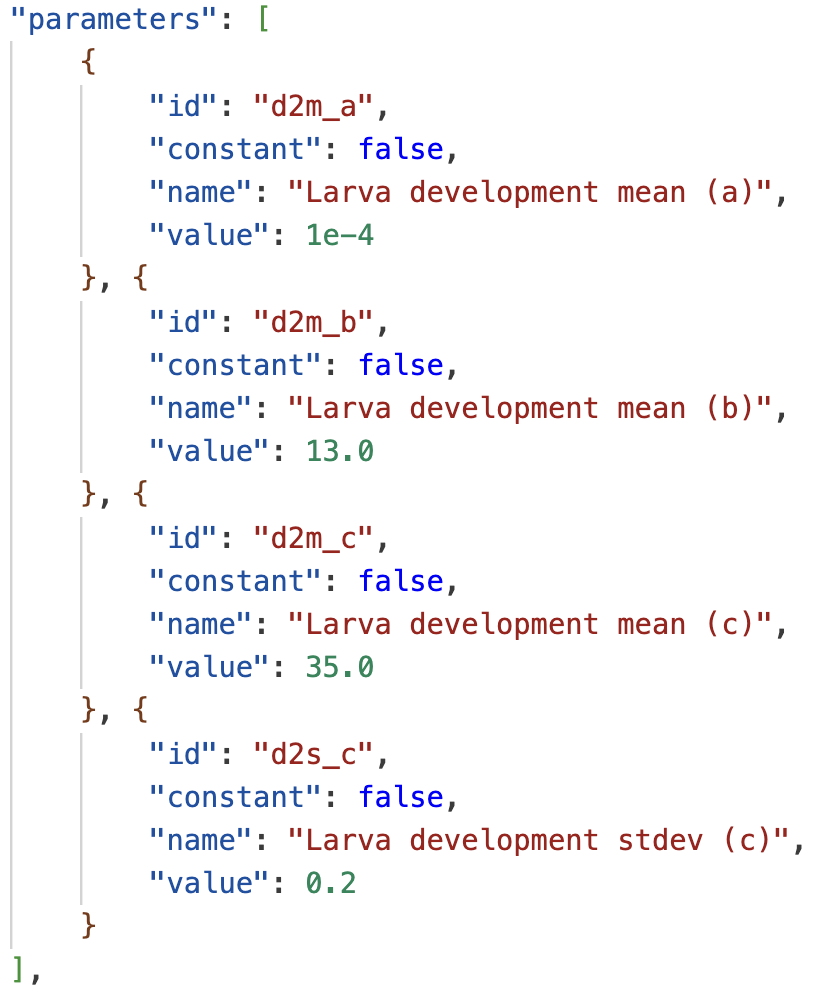 "parameters": [
    {
        "id": "d2m_a",
        "constant": false,
        "name": "Larva development mean (a)",
        "value": 1e-4
    }, {
        "id": "d2m_b",
        "constant": false,
        "name": "Larva development mean (b)",
        "value": 13.0
    }, {
        "id": "d2m_c",
        "constant": false,
        "name": "Larva development mean (c)",
        "value": 35.0
    }, {
        "id": "d2s_c",
        "constant": false,
        "name": "Larva development stdev (c)",
        "value": 0.2
    }
],